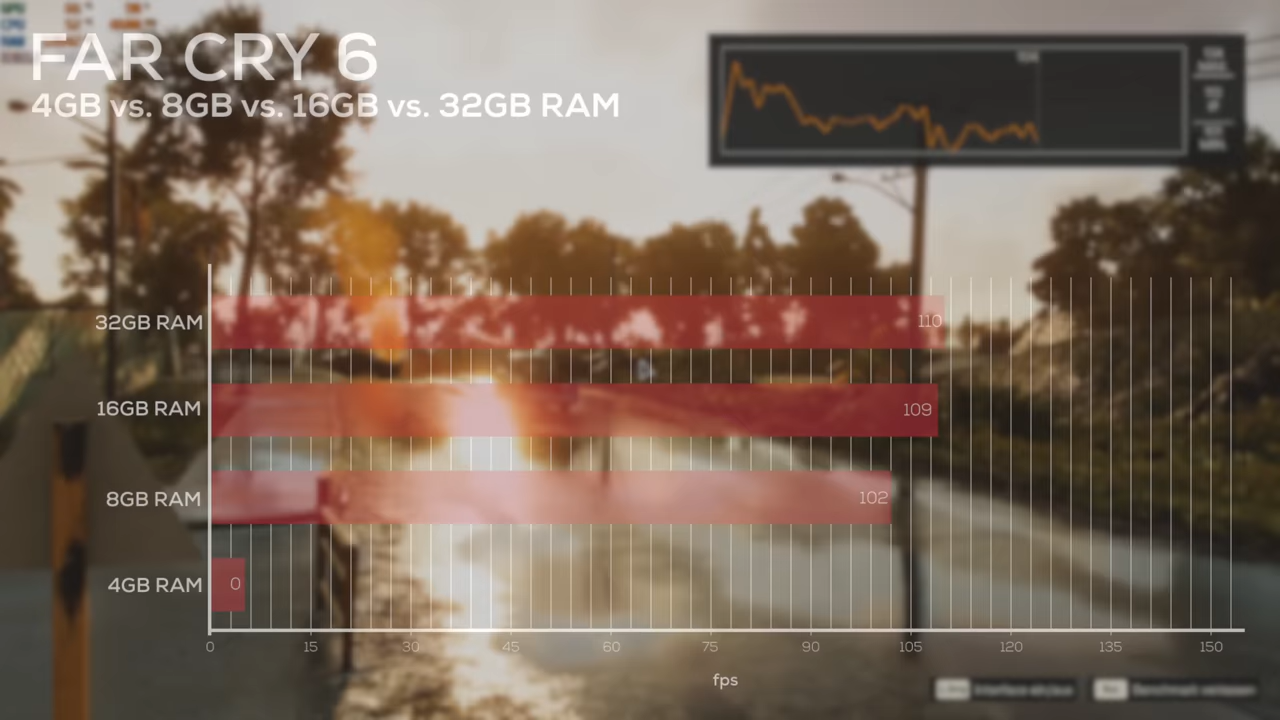 FAR CRY 6
4GB vs. 8GB vs. 16GB vs. 32GB RAM
32GB RAM
110
16GB RAM
109
8GB RAM
102
4GB RAM
0
0 15 30 45 60 75 90 105 120 135 150
fps